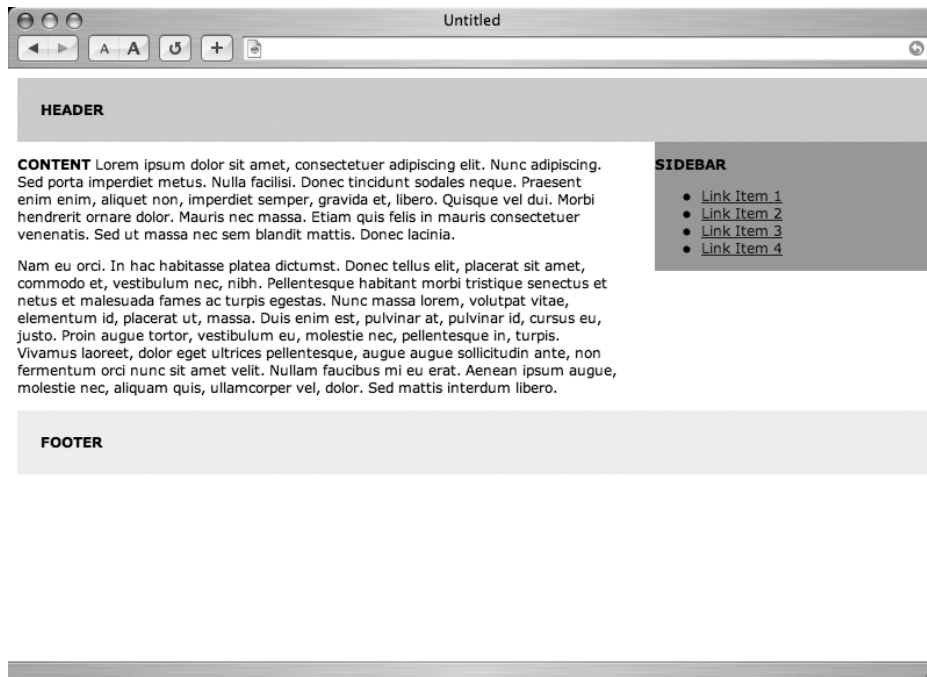 Untitled
A A
HEADER
CONTENT Lorem ipsum dolor sit amet, consectetuer adipiscing elit. Nunc adipiscing.
Sed porta imperdiet metus. Nulla facilisi. Donec tincidunt sodales neque. Praesent
enim enim, aliquet non, imperdiet semper, gravida et, libero. Quisque vel dui. Morbi
hendrerit ornare dolor. Mauris nec massa. Etiam quis felis in mauris consectetuer
venenatis. Sed ut massa nec sem blandit mattis. Donec lacinia.
Nam eu orci. In hac habitasse platea dictumst. Donec tellus elit, placerat sit amet,
commodo et, vestibulum nec, nibh. Pellentesque habitant morbi tristique senectus et
netus et malesuada fames ac turpis egestas. Nunc massa lorem, volutpat vitae,
elementum id, placerat ut, massa. Duis enim est, pulvinar at, pulvinar id, cursus eu,
justo. Proin augue tortor, vestibulum eu, molestie nec, pellentesque in, turpis.
Vivamus laoreet, dolor eget ultrices pellentesque, augue augue sollicitudin ante, non
fermentum orci nunc sit amet velit. Nullam faucibus mi eu erat. Aenean ipsum augue,
molestie nec, aliquam quis, ullamcorper vel, dolor. Sed mattis interdum libero.
SIDEBAR
Link Item 1
Link Item 2
Link Item 3
Link Item 4
FOOTER